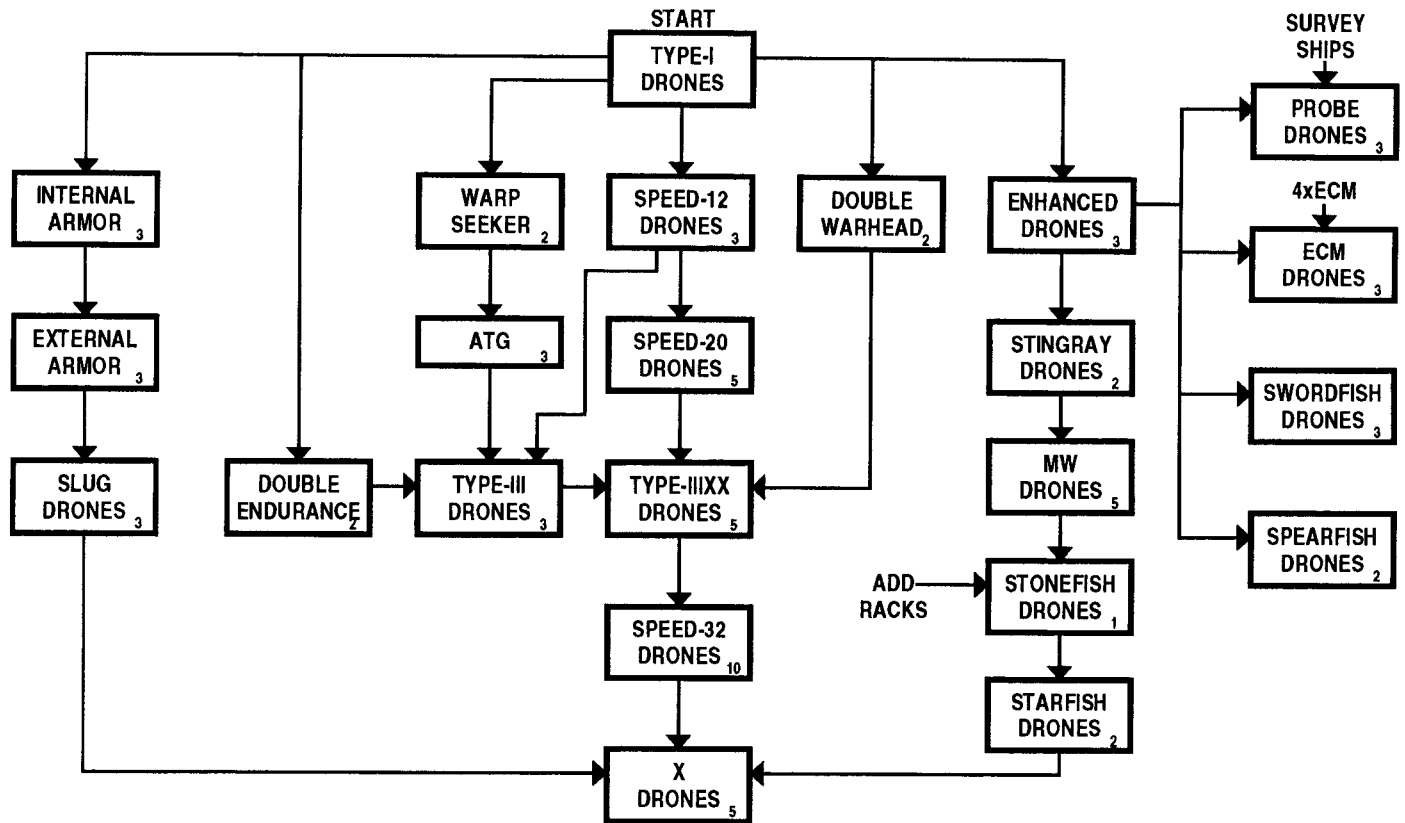 START
TYPE-I
DRONES
SURVEY
SHIPS
PROBE
DRONES 3
INTERNAL
ARMOR 3
WARP
SEEKER 2
SPEED-12
DRONES 3
DOUBLE
WARHEAD 2
ENHANCED
DRONES 3
4xECM
ECM
DRONES 3
EXTERNAL
ARMOR 3
ATG 3
SPEED-20
DRONES 5
STINGRAY
DRONES 2
SWORDFISH
DRONES 3
SLUG
DRONES 3
DOUBLE
ENDURANCE 2
TYPE-III
DRONES 3
TYPE-IIIXX
DRONES 5
MW
DRONES 5
SPEARFISH
DRONES 2
ADD
RACKS
STONEFISH
DRONES 1
SPEED-32
DRONES 10
STARFISH
DRONES 2
X
DRONES 5